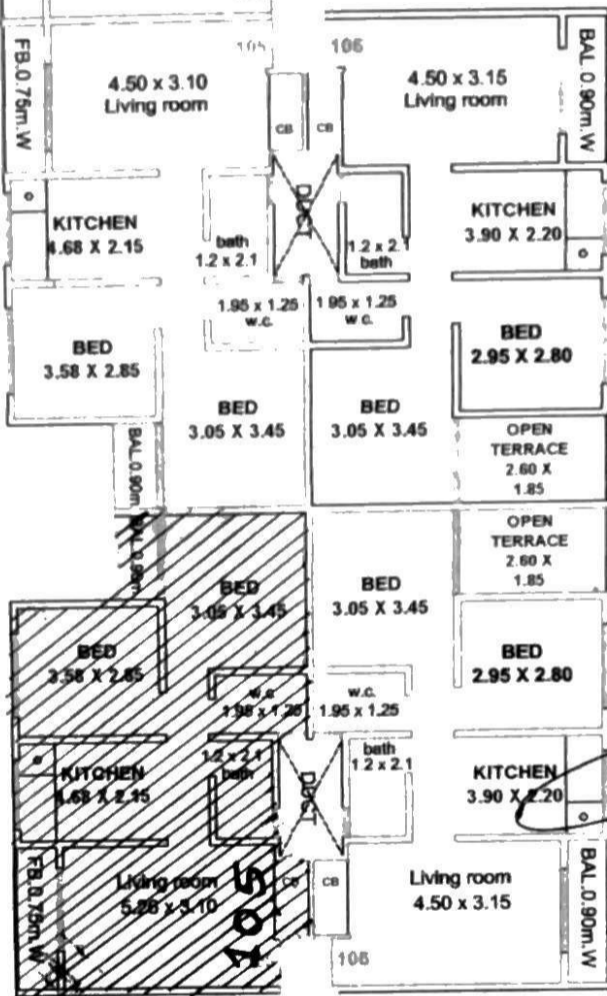 105
106
FB.0.75m.W
4.50 x 3.10
Living room
4.50 x 3.15
Living room
BAL 0.90m.W
CB
CB
DUCT
KITCHEN
4.68 X 2.15
bath
1.2 x 2.1
1.2 x 2.1
bath
KITCHEN
3.90 X 2.20
1.95 x 1.25
w.c.
1.95 x 1.25
w.c.
BED
3.58 X 2.85
BED
2.95 X 2.80
BED
3.05 X 3.45
BED
3.05 X 3.45
OPEN
TERRACE
2.60 X
1.85
BAL 0.90m
BAL 0.90m.
OPEN
TERRACE
2.60 X
1.85
BED
3.05 X 3.45
BED
3.05 X 3.45
BED
3.58 X 2.85
BED
2.95 X 2.80
w.c
1.95 x 1.25
w.c.
1.95 x 1.25
1.2 x 2.1
bath
bath
1.2 x 2.1
DUCT
KITCHEN
4.68 X 2.15
KITCHEN
3.90 X 2.20
FB.0.75m.W
Living room
5.26 x 3.10
105
CB
CB
Living room
4.50 x 3.15
BAL.0.90m.W
106